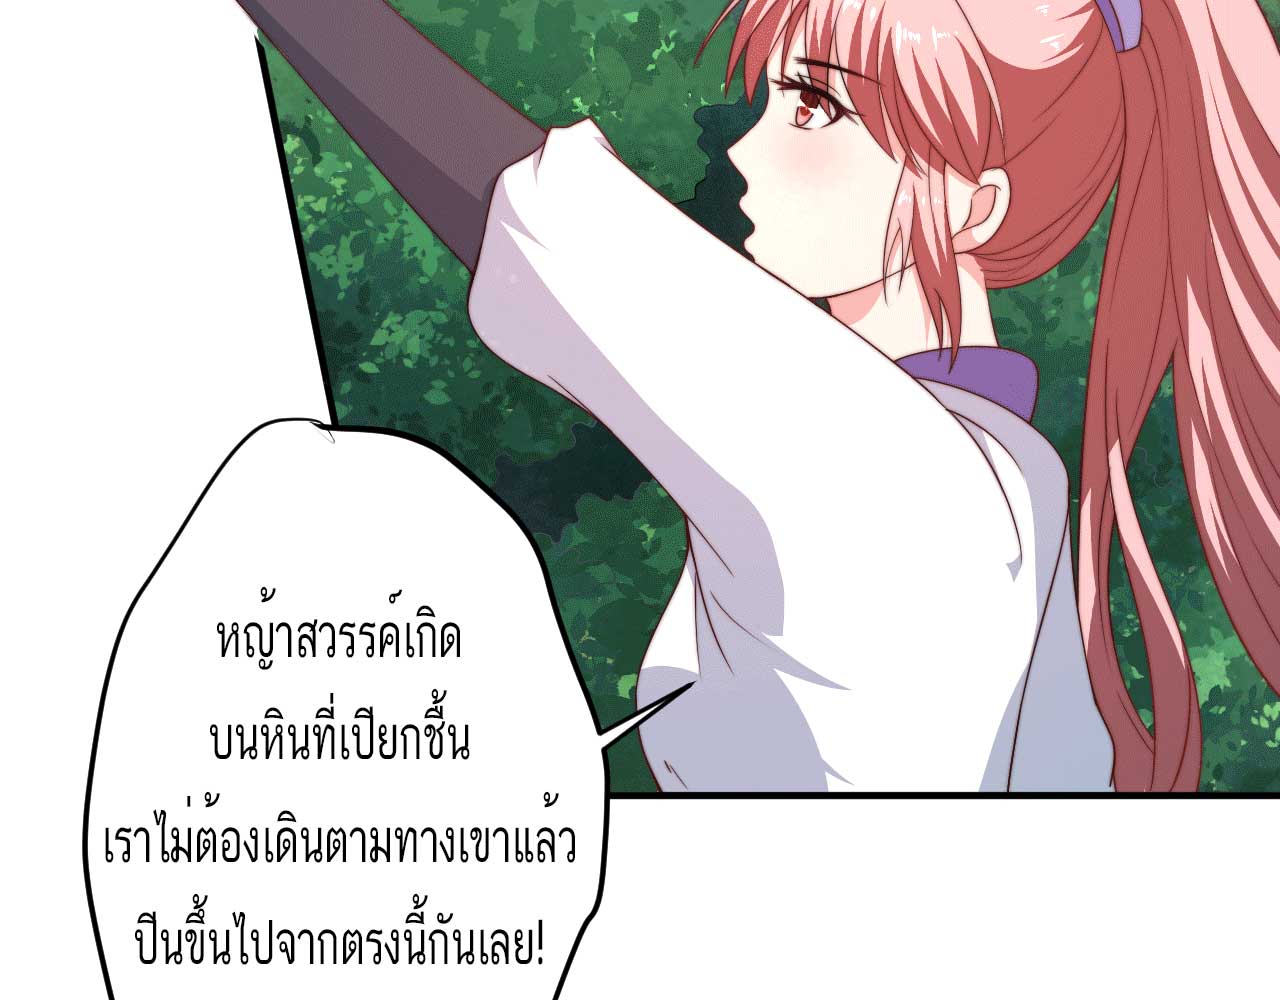 หญ้าสวรรค์เกิด
บนหินที่เปียกชื้น
เราไม่ต้องเดินตามทางเขาแล้ว
ปีนขึ้นไปจากตรงนี้กันเลย!